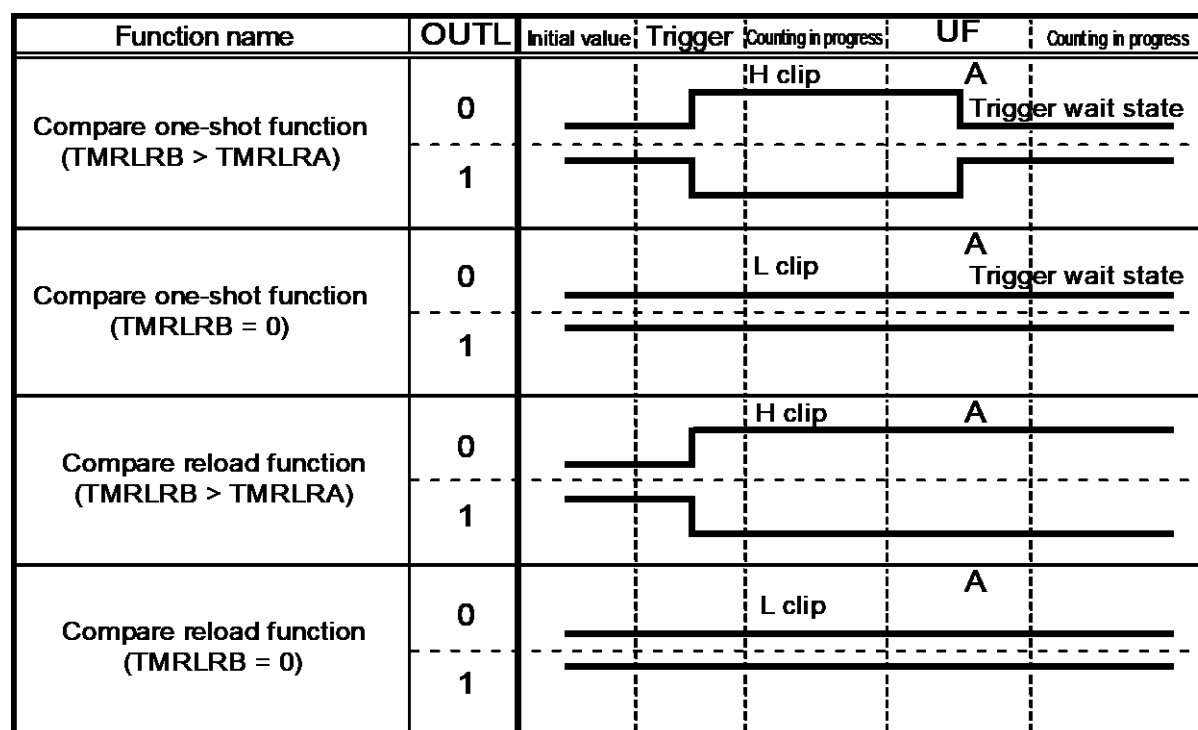 Function name OUTL Initial value Trigger Counting in progress UF Counting in progress
Compare one-shot function
(TMRLRB > TMRLRA)
0
H clip
A
Trigger wait state
1
Compare one-shot function
(TMRLRB = 0)
0
L clip
A
Trigger wait state
1
Compare reload function
(TMRLRB > TMRLRA)
0
H clip
A
1
Compare reload function
(TMRLRB = 0)
0
L clip
A
1